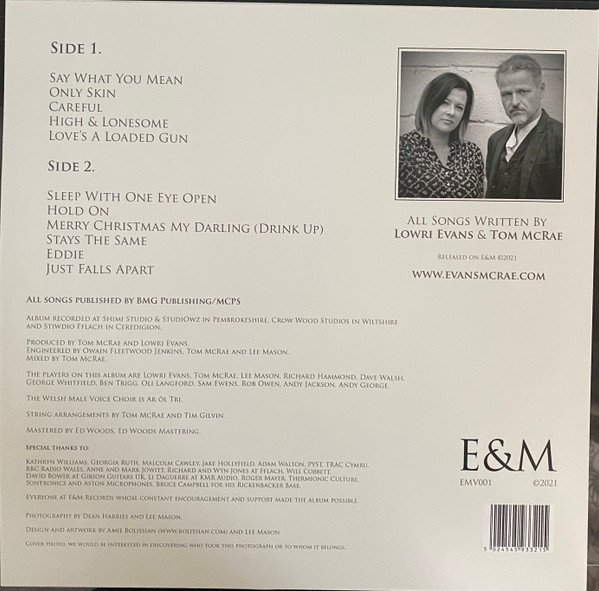 Side 1.
Say What You Mean
Only Skin
Careful
High & Lonesome
Love's A Loaded Gun
Side 2.
Sleep With One Eye Open
Hold On
Merry Christmas My Darling (Drink Up)
Stays The Same
Eddie
Just Falls Apart
All Songs Written By
Lowri Evans & Tom McRae
Released on E&M ©2021
www.evansmcrae.com
All songs published by BMG Publishing/MCPS
Album recorded at Shimi Studio & StudiOwz in Pembrokeshire, Crow Wood Studios in Wiltshire
and Stiwdio Fflach in Ceredigion.
Produced by Tom McRae and Lowri Evans.
Engineered by Owain Fleetwood Jenkins, Tom McRae and Lee Mason.
Mixed by Tom McRae.
The players on this album are Lowri Evans, Tom McRae, Lee Mason, Richard Hammond, Dave Walsh,
George Whitfield, Ben Trigg, Oli Langford, Sam Ewens, Rob Owen, Andy Jackson, Andy George.
The Welsh Male Voice Choir is Ar Ôl Tri.
String arrangements by Tom McRae and Tim Gilvin.
Mastered by Ed Woods, Ed Woods Mastering.
Special thanks to:
Kathryn Williams, Georgia Ruth, Malcolm Cawley, Jake Hollyfield, Adam Walton, PYST, TRAC Cymru,
BBC Radio Wales, Anne and Mark Jowitt, Richard and Wyn Jones at Fflach, Will Cobbett,
David Bower at Gibson Guitars UK, Li Daguerre at KMR Audio, Roger Mayer, Thermionic Culture,
Sontronics and Aston Microphones, Bruce Campbell for his Rickenbacker Bass.
Everyone at E&M Records whose constant encouragement and support made the album possible.
Photography by Dean Harries and Lee Mason.
Design and artwork by Amie Bolissian (www.bolissian.com) and Lee Mason
Cover photo, we would be interested in discovering who took this photograph or to whom it belongs.
E&M
EMV001 ©2021
5 024545 933215